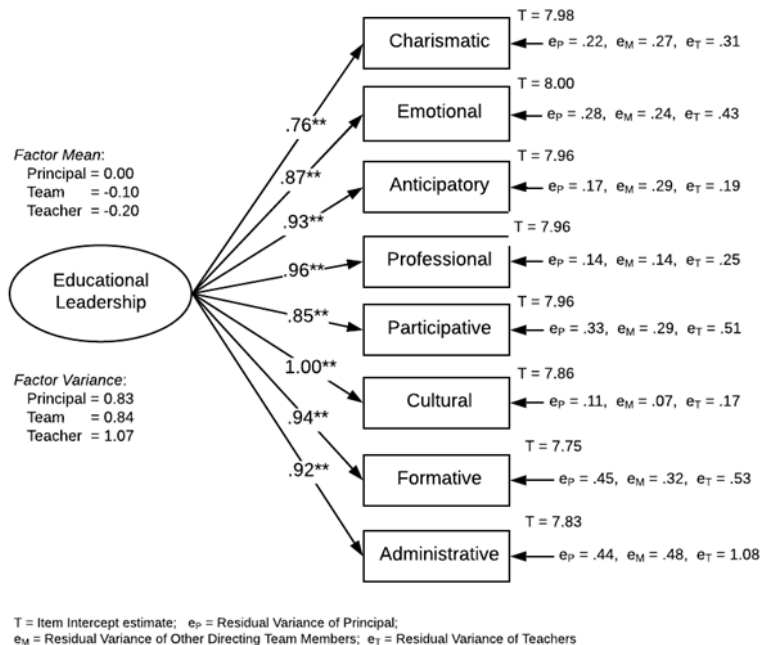 T = 7.98
Charismatic
eP = .22, eM = .27, eT = .31
.76**
T = 8.00
Emotional
eP = .28, eM = .24, eT = .43
.87**
Factor Mean:
Principal = 0.00
Team = -0.10
Teacher = -0.20
T = 7.96
Anticipatory
eP = .17, eM = .29, eT = .19
.93**
T = 7.96
Professional
eP = .14, eM = .14, eT = .25
.96**
Educational
Leadership
T = 7.96
Participative
eP = .33, eM = .29, eT = .51
.85**
T = 7.86
Cultural
eP = .11, eM = .07, eT = .17
1.00**
Factor Variance:
Principal = 0.83
Team = 0.84
Teacher = 1.07
T = 7.75
Formative
eP = .45, eM = .32, eT = .53
.94**
T = 7.83
Administrative
eP = .44, eM = .48, eT = 1.08
.92**
T = Item Intercept estimate; eP = Residual Variance of Principal;
eM = Residual Variance of Other Directing Team Members; eT = Residual Variance of Teachers